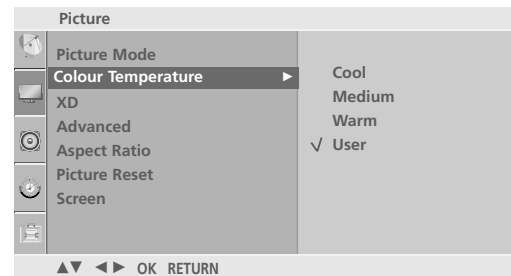 Picture
Picture Mode
Colour Temperature ►
XD
Advanced
Aspect Ratio
Picture Reset
Screen
Cool
Medium
Warm
√ User
▲▼ ◄► OK RETURN